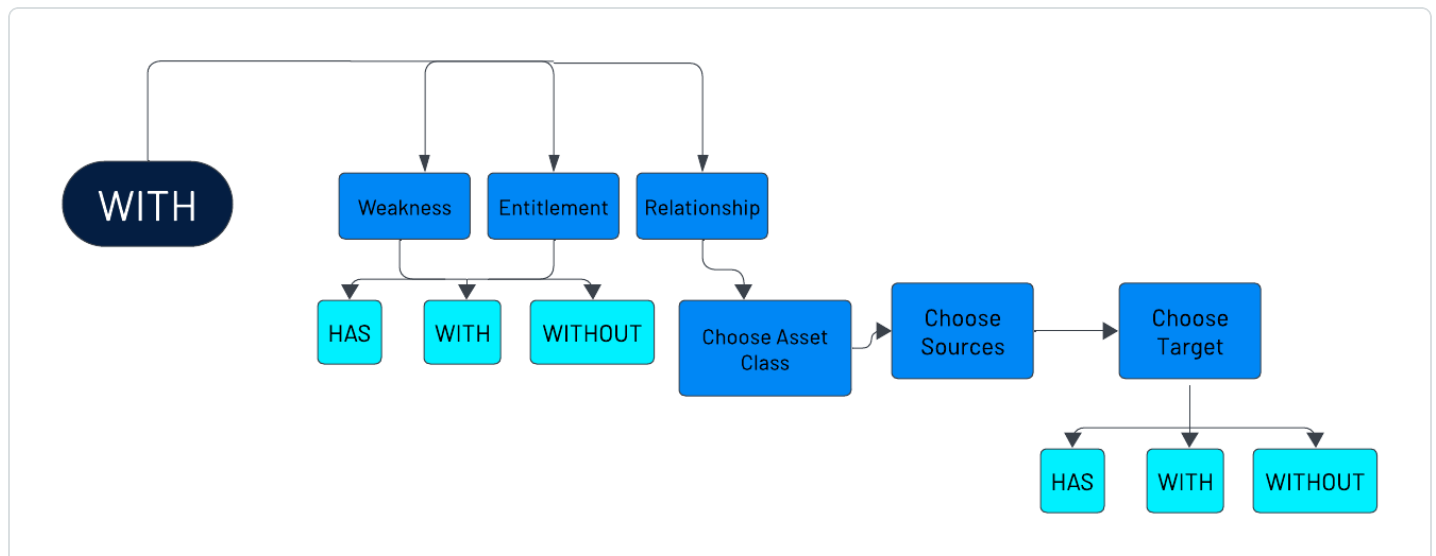 WITH
Weakness
Entitlement
Relationship
HAS
WITH
WITHOUT
Choose Asset
Class
Choose
Sources
Choose
Target
HAS
WITH
WITHOUT